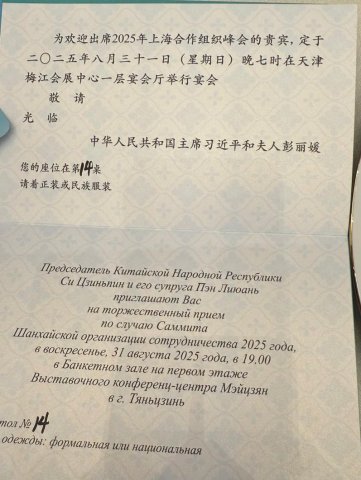 为欢迎出席2025年上海合作组织峰会的贵宾，定于
二〇二五年八月三十一日（星期日）晚七时在天津
梅江会展中心一层宴会厅举行宴会
敬 请
光 临
中华人民共和国主席习近平和夫人彭丽媛
您的座位在第14桌
请着正装或民族服装
Председатель Китайской Народной Республики
Си Цзиньпин и его супруга Пэн Лиюань
приглашают Вас
на торжественный прием
по случаю Саммита
Шанхайской организации сотрудничества 2025 года,
в воскресенье, 31 августа 2025 года, в 19.00
в Банкетном зале на первом этаже
Выставочного конференц-центра Мэйцзян
в г. Тяньцзинь
тол № 14
одежды: формальная или национальная